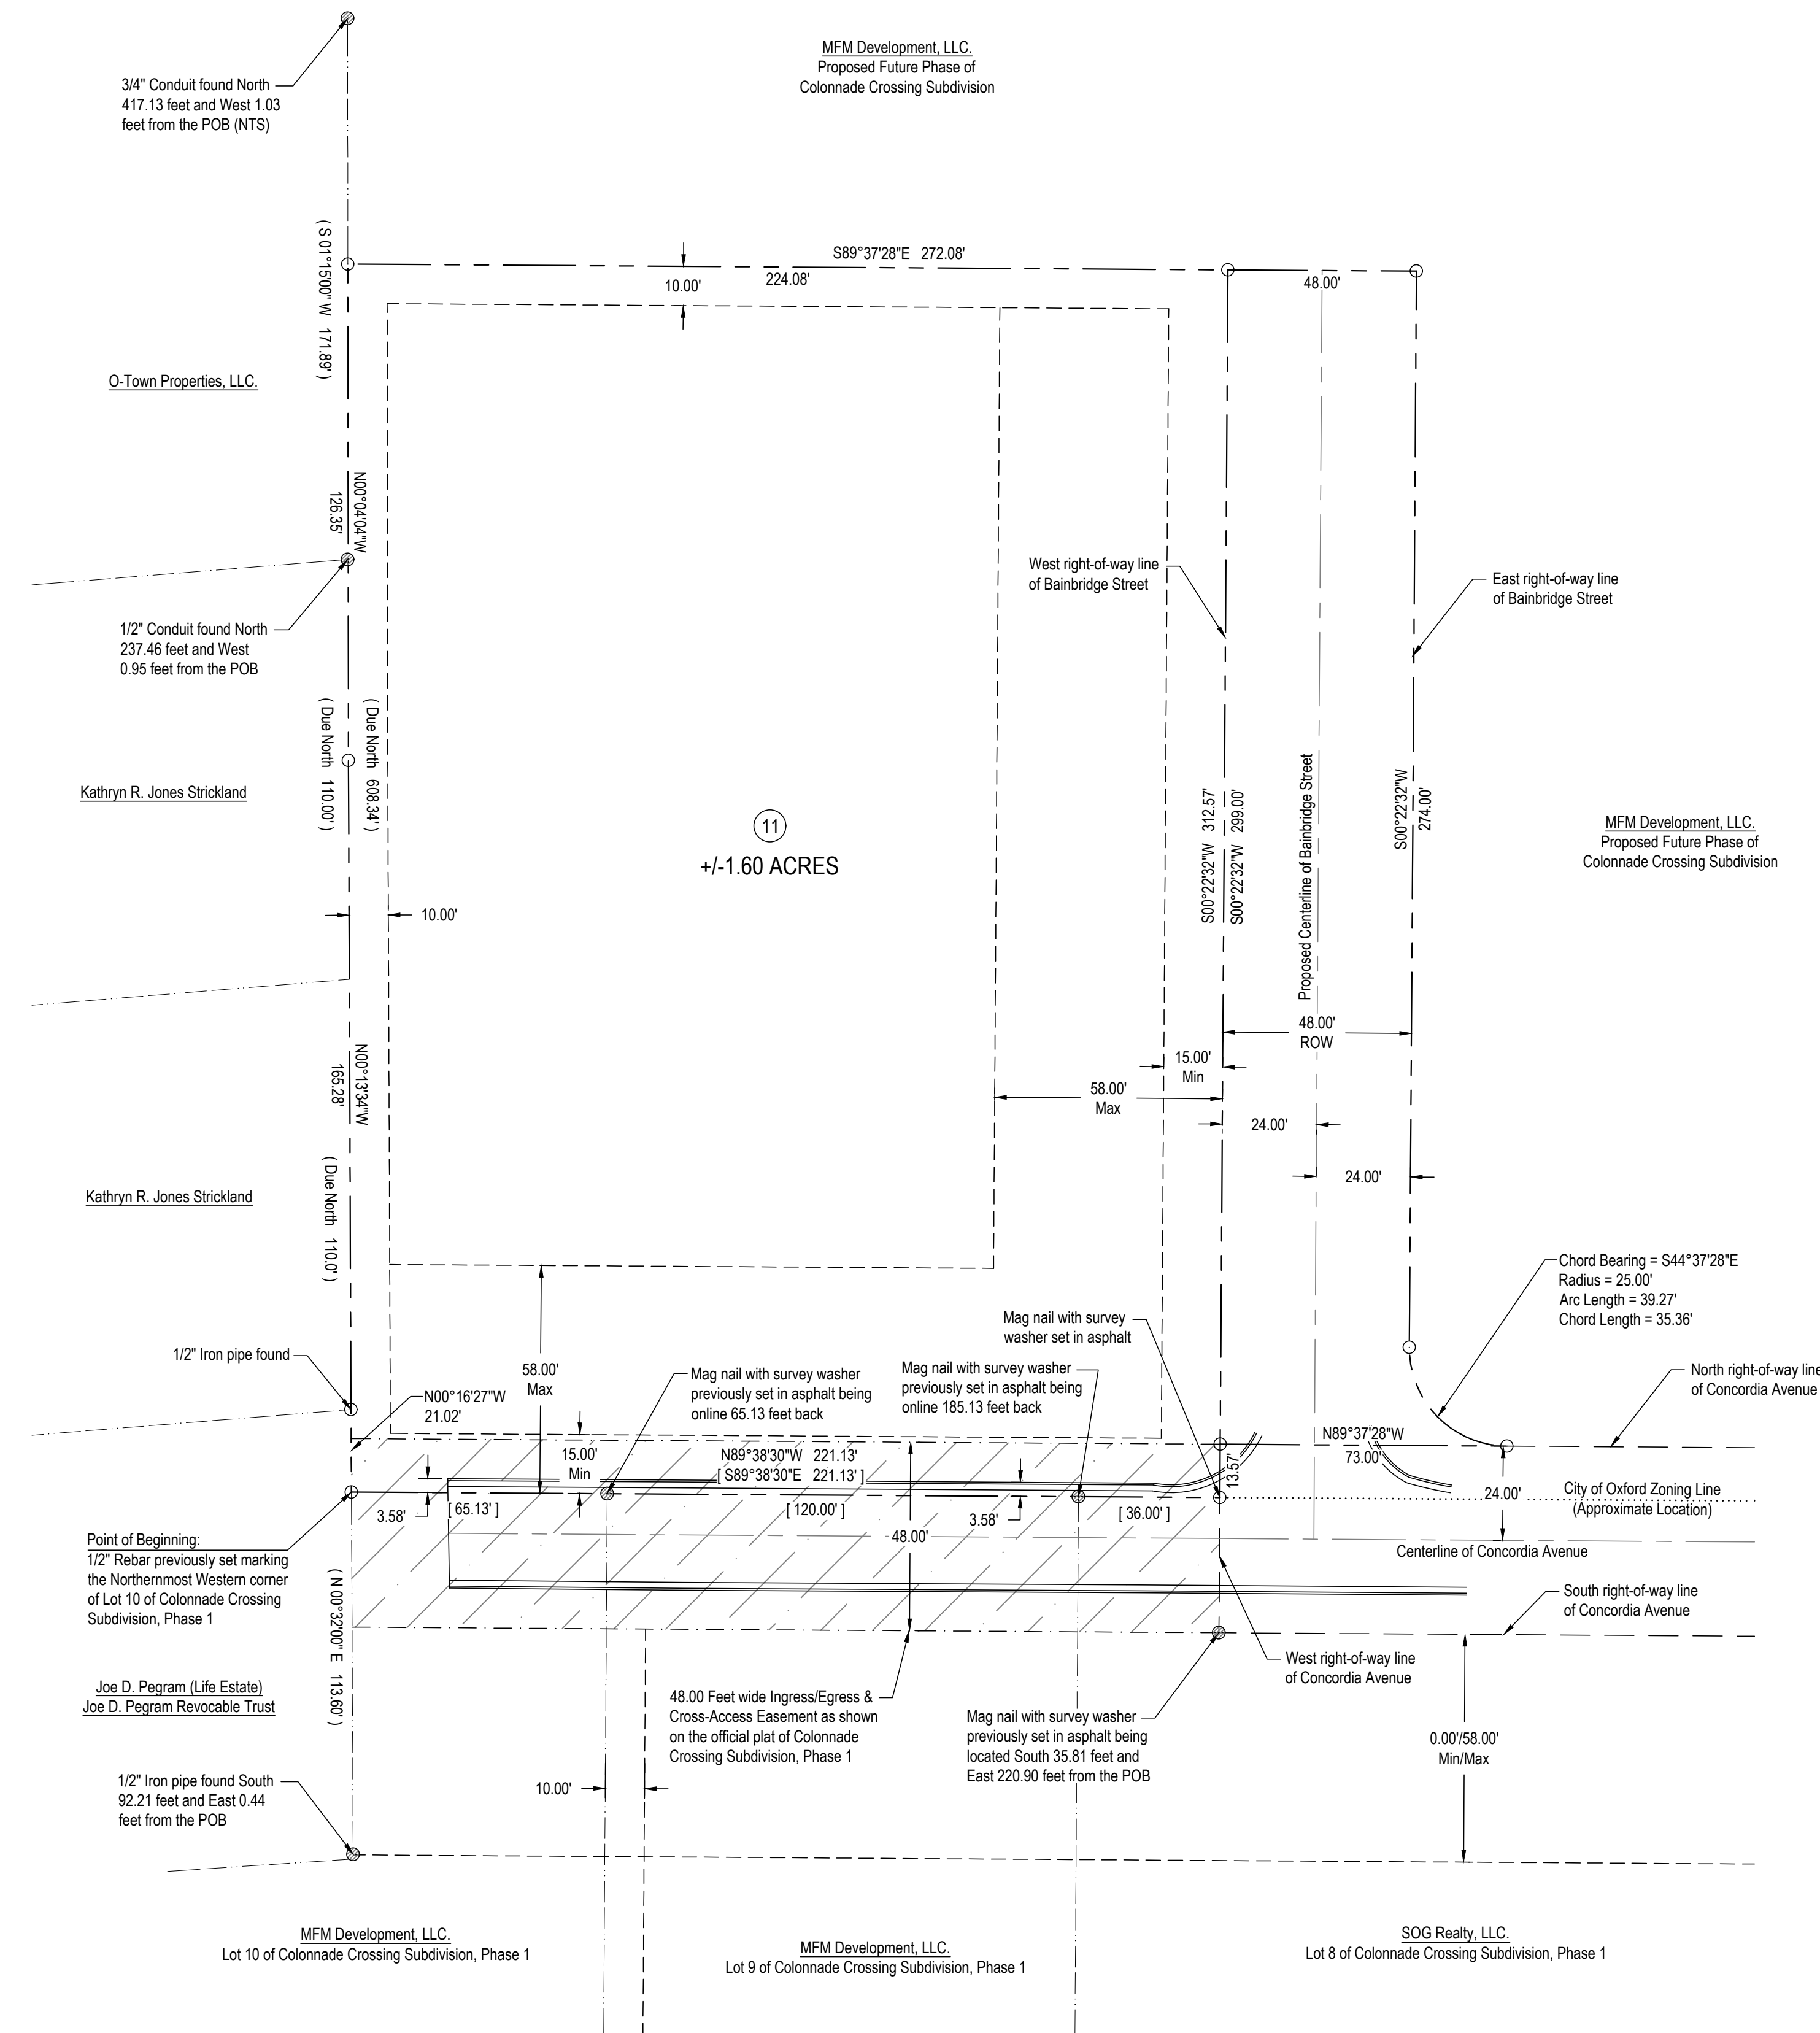 MFM Development, LLC.
Proposed Future Phase of
Colonnade Crossing Subdivision
3/4" Conduit found North
417.13 feet and West 1.03
feet from the POB (NTS)
( S 01°15'00" W 171.89' )
S89°37'28"E 272.08'
224.08'
10.00'
48.00'
O-Town Properties, LLC.
N00°04'04"W
126.35'
West right-of-way line
of Bainbridge Street
East right-of-way line
of Bainbridge Street
1/2" Conduit found North
237.46 feet and West
0.95 feet from the POB
( Due North 110.00' )
( Due North 608.34' )
Kathryn R. Jones Strickland
11
+/-1.60 ACRES
S00°22'32"W 312.57'
S00°22'32"W 299.00'
Proposed Centerline of Bainbridge Street
S00°22'32"W
274.00'
MFM Development, LLC.
Proposed Future Phase of
Colonnade Crossing Subdivision
10.00'
48.00'
ROW
15.00'
Min
58.00'
Max
24.00'
24.00'
N00°13'34"W
165.28'
( Due North 110.0' )
Kathryn R. Jones Strickland
Chord Bearing = S44°37'28"E
Radius = 25.00'
Arc Length = 39.27'
Chord Length = 35.36'
1/2" Iron pipe found
N00°16'27"W
21.02'
58.00'
Max
Mag nail with survey washer
previously set in asphalt being
online 65.13 feet back
Mag nail with survey
washer set in asphalt
Mag nail with survey washer
previously set in asphalt being
online 185.13 feet back
North right-of-way line
of Concordia Avenue
15.00'
Min
N89°38'30"W 221.13'
[ S89°38'30"E 221.13' ]
13.57'
N89°37'28"W
73.00'
24.00'
City of Oxford Zoning Line
(Approximate Location)
3.58'
[ 65.13' ]
[ 120.00' ]
3.58'
[ 36.00' ]
48.00'
Centerline of Concordia Avenue
Point of Beginning:
1/2" Rebar previously set marking
the Northernmost Western corner
of Lot 10 of Colonnade Crossing
Subdivision, Phase 1
( N 00°32'00" E 113.60' )
South right-of-way line
of Concordia Avenue
West right-of-way line
of Concordia Avenue
Joe D. Pegram (Life Estate)
Joe D. Pegram Revocable Trust
48.00 Feet wide Ingress/Egress &
Cross-Access Easement as shown
on the official plat of Colonnade
Crossing Subdivision, Phase 1
Mag nail with survey washer
previously set in asphalt being
located South 35.81 feet and
East 220.90 feet from the POB
0.00'/58.00'
Min/Max
10.00'
1/2" Iron pipe found South
92.21 feet and East 0.44
feet from the POB
MFM Development, LLC.
Lot 10 of Colonnade Crossing Subdivision, Phase 1
MFM Development, LLC.
Lot 9 of Colonnade Crossing Subdivision, Phase 1
SOG Realty, LLC.
Lot 8 of Colonnade Crossing Subdivision, Phase 1